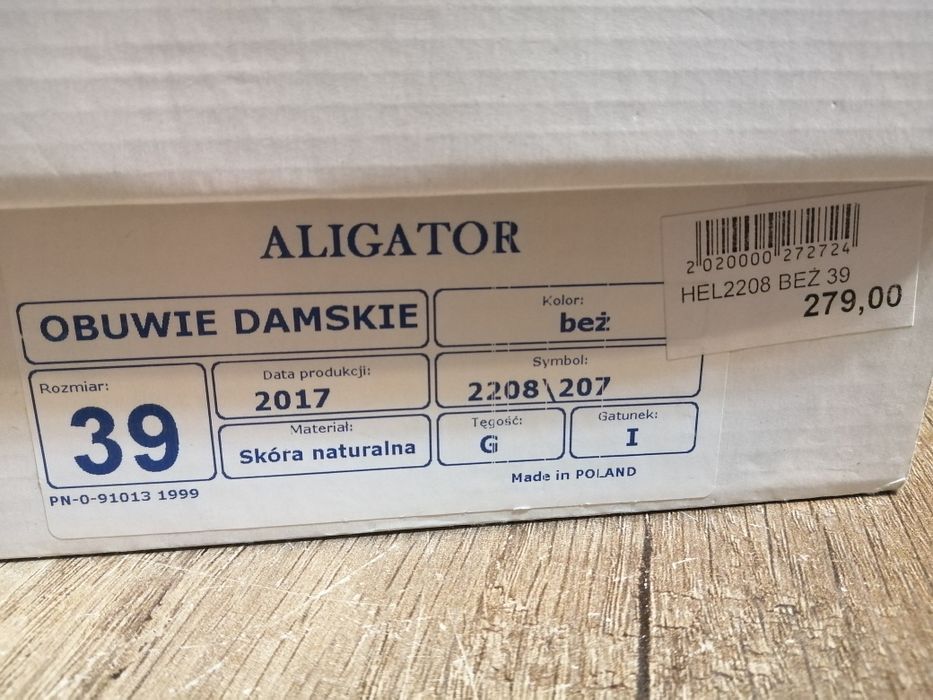 ALIGATOR
2 020000 272724
HEL2208 BEŻ 39
279,00
OBUWIE DAMSKIE
Kolor:
beż
Rozmiar:
39
Data produkcji:
2017
Symbol:
2208\207
Materiał:
Skóra naturalna
Tęgość:
G
Gatunek:
I
PN-0-91013 1999
Made in POLAND